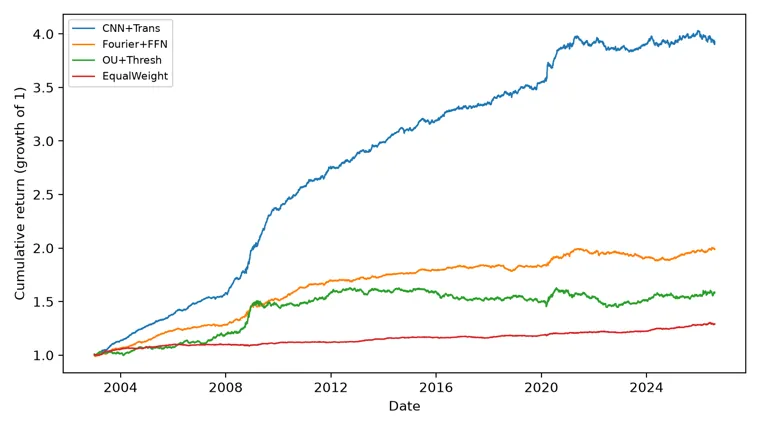 CNN+Trans
Fourier+FFN
OU+Thresh
EqualWeight
Cumulative return (growth of 1)
4.0
3.5
3.0
2.5
2.0
1.5
1.0
2004 2008 2012 2016 2020 2024
Date